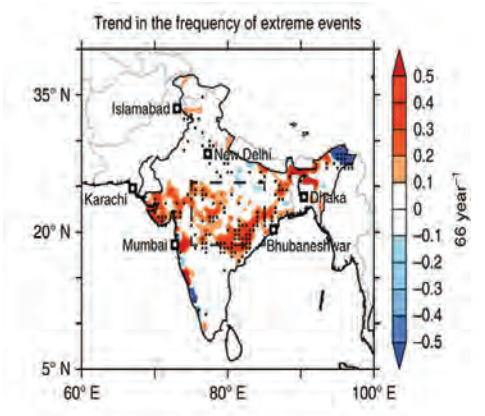 Trend in the frequency of extreme events
35° N
20° N
5° N
60° E
80° E
100° E
Islamabad
New Delhi
Karachi
Dhaka
Mumbai
Bhubaneshwar
0.5
0.4
0.3
0.2
0.1
0
-0.1
-0.2
-0.3
-0.4
-0.5
66 year⁻¹